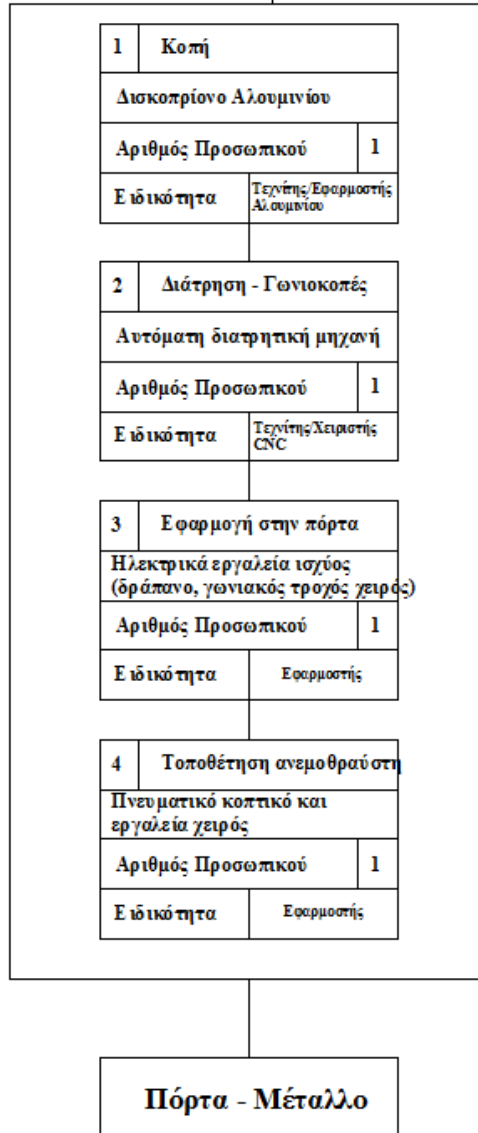 1 Κοπή
Δισκοπρίονο Αλουμινίου
Αριθμός Προσωπικού 1
Ειδικότητα Τεχνίτης/Εφαρμοστής
Αλουμινίου
2 Διάτρηση - Γωνιοκοπές
Αυτόματη διατρητική μηχανή
Αριθμός Προσωπικού 1
Ειδικότητα Τεχνίτης/Χειριστής
CNC
3 Εφαρμογή στην πόρτα
Ηλεκτρικά εργαλεία ισχύος
(δράπανο, γωνιακός τροχός χειρός)
Αριθμός Προσωπικού 1
Ειδικότητα Εφαρμοστής
4 Τοποθέτηση ανεμοθραύστη
Πνευματικό κοπτικό και
εργαλεία χειρός
Αριθμός Προσωπικού 1
Ειδικότητα Εφαρμοστής
Πόρτα - Μέταλλο